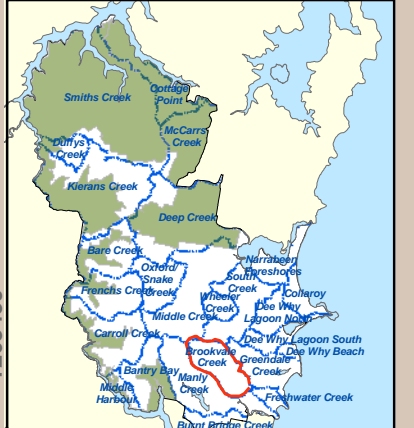 Smiths Creek
Cottage
Point
McCarrs
Creek
Duffys
Creek
Kierans Creek
Deep Creek
Bare Creek
Oxford
Snake
Creek
Narrabeen
Foreshores
South
Creek
Frenchs Creek
Wheeler
Creek
Collaroy
Dee Why
Lagoon North
Middle Creek
Carroll Creek
Dee Why Lagoon South
Dee Why Beach
Brookvale
Creek
Greendale
Creek
Bantry Bay
Manly
Creek
Middle
Harbour
Freshwater Creek
Burnt Bridge Creek